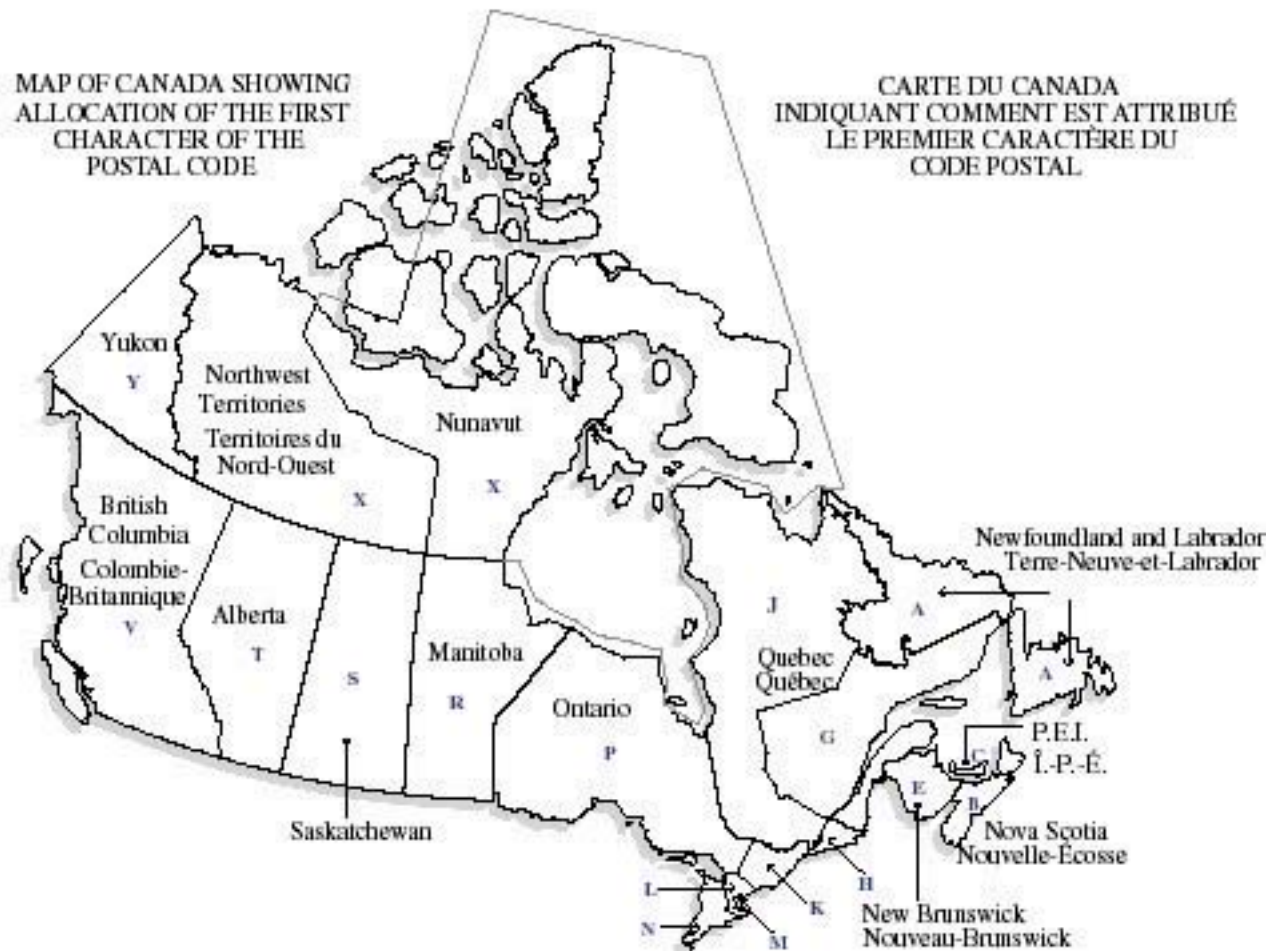 MAP OF CANADA SHOWING
ALLOCATION OF THE FIRST
CHARACTER OF THE
POSTAL CODE
CARTE DU CANADA
INDIQUANT COMMENT EST ATTRIBUÉ
LE PREMIER CARACTÈRE DU
CODE POSTAL
Yukon
Y
Northwest
Territories
Territoires du
Nord-Ouest
X
Nunavut
X
British
Columbia
Colombie-
Britannique
V
Alberta
T
S
Saskatchewan
Manitoba
R
Ontario
P
J
Quebec
Québec
G
Newfoundland and Labrador
Terre-Neuve-et-Labrador
A
A
P.E.I.
Î.-P.-É.
C
E
B
Nova Scotia
Nouvelle-Écosse
New Brunswick
Nouveau-Brunswick
H
K
L
N
M